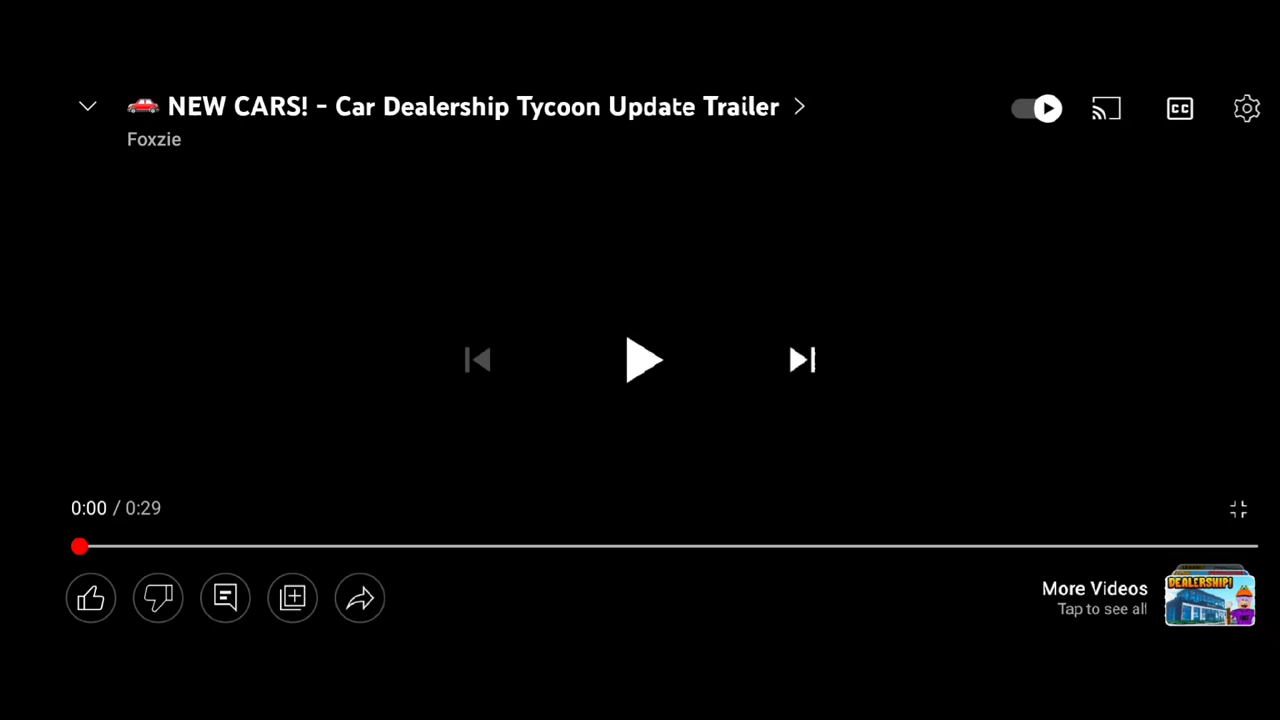 🚗 NEW CARS! - Car Dealership Tycoon Update Trailer
Foxzie
CC
0:00 / 0:29
More Videos
Tap to see all
DEALERSHIP!